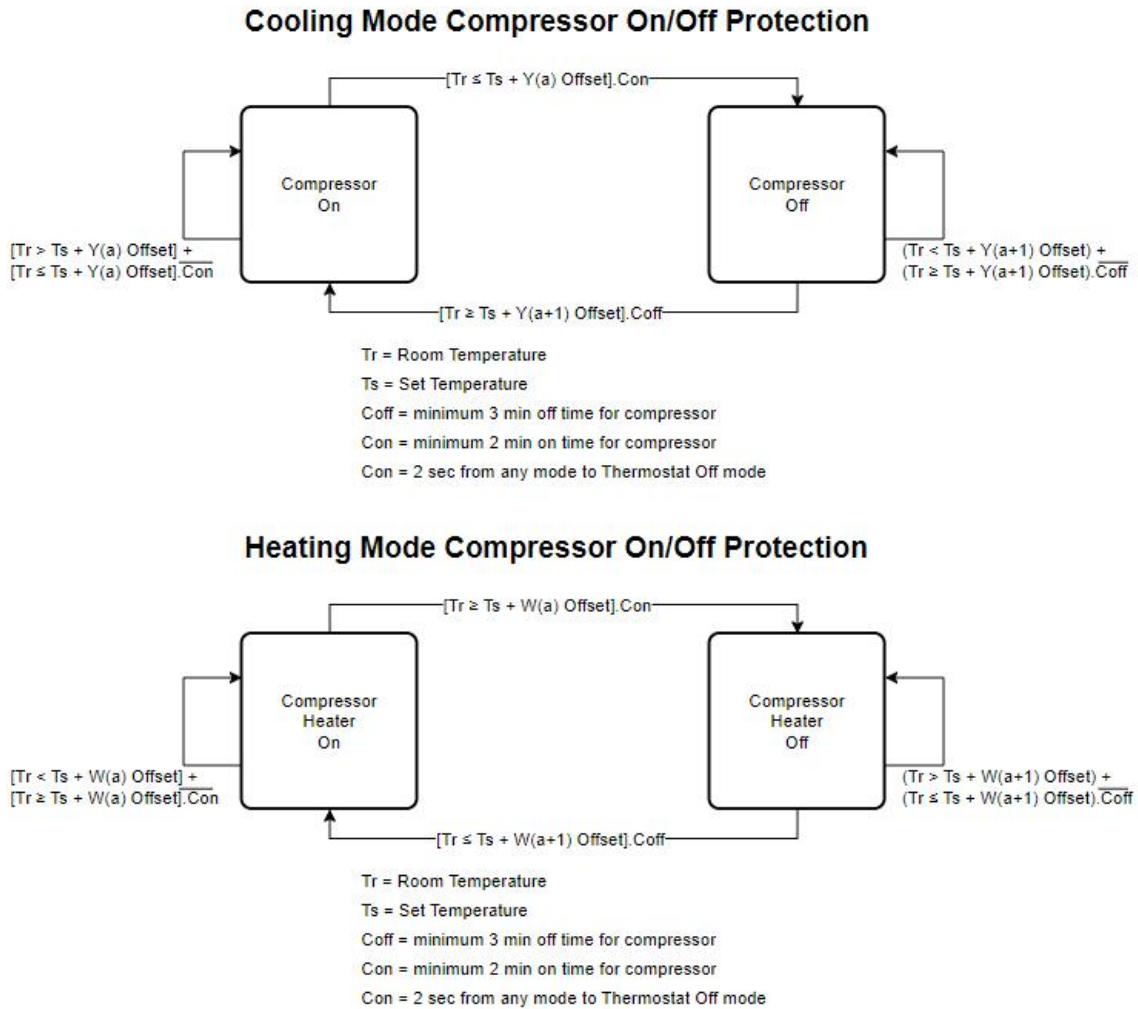 Cooling Mode Compressor On/Off Protection
[Tr ≤ Ts + Y(a) Offset].Con
Compressor
On
Compressor
Off
[Tr > Ts + Y(a) Offset] +
[Tr ≤ Ts + Y(a) Offset].C̅o̅n̅
(Tr < Ts + Y(a+1) Offset) +
(Tr ≥ Ts + Y(a+1) Offset).C̅o̅f̅f̅
[Tr ≥ Ts + Y(a+1) Offset].Coff
Tr = Room Temperature
Ts = Set Temperature
Coff = minimum 3 min off time for compressor
Con = minimum 2 min on time for compressor
Con = 2 sec from any mode to Thermostat Off mode
Heating Mode Compressor On/Off Protection
[Tr ≥ Ts + W(a) Offset].Con
Compressor
Heater
On
Compressor
Heater
Off
[Tr < Ts + W(a) Offset] +
[Tr ≥ Ts + W(a) Offset].C̅o̅n̅
(Tr > Ts + W(a+1) Offset) +
(Tr ≤ Ts + W(a+1) Offset).C̅o̅f̅f̅
[Tr ≤ Ts + W(a+1) Offset].Coff
Tr = Room Temperature
Ts = Set Temperature
Coff = minimum 3 min off time for compressor
Con = minimum 2 min on time for compressor
Con = 2 sec from any mode to Thermostat Off mode